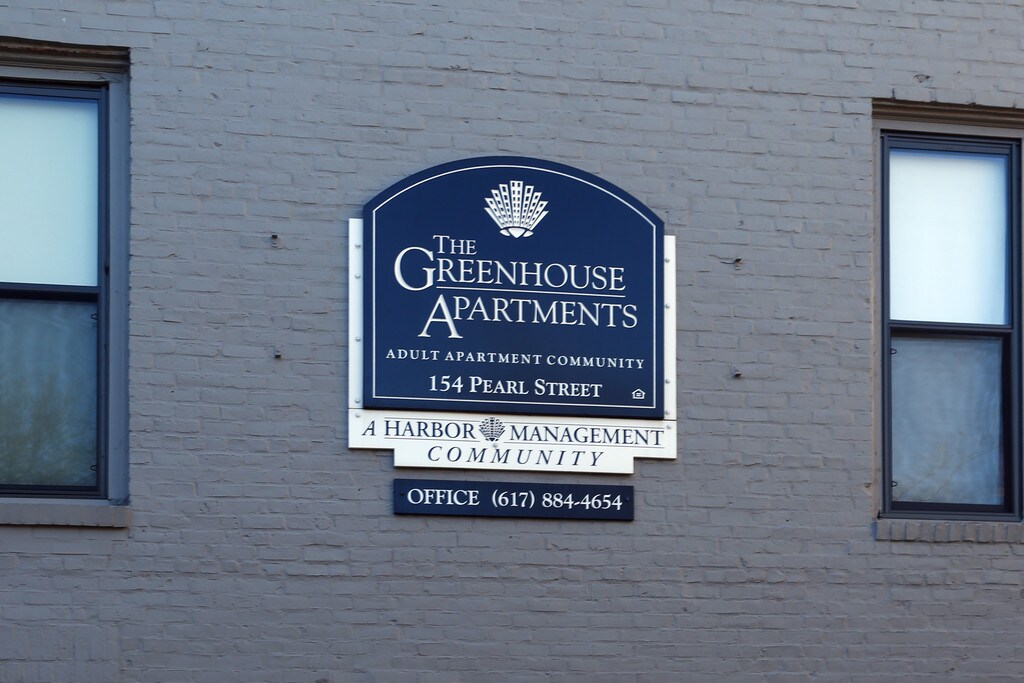 THE
GREENHOUSE
APARTMENTS
ADULT APARTMENT COMMUNITY
154 PEARL STREET
A HARBOR MANAGEMENT
COMMUNITY
OFFICE (617) 884-4654